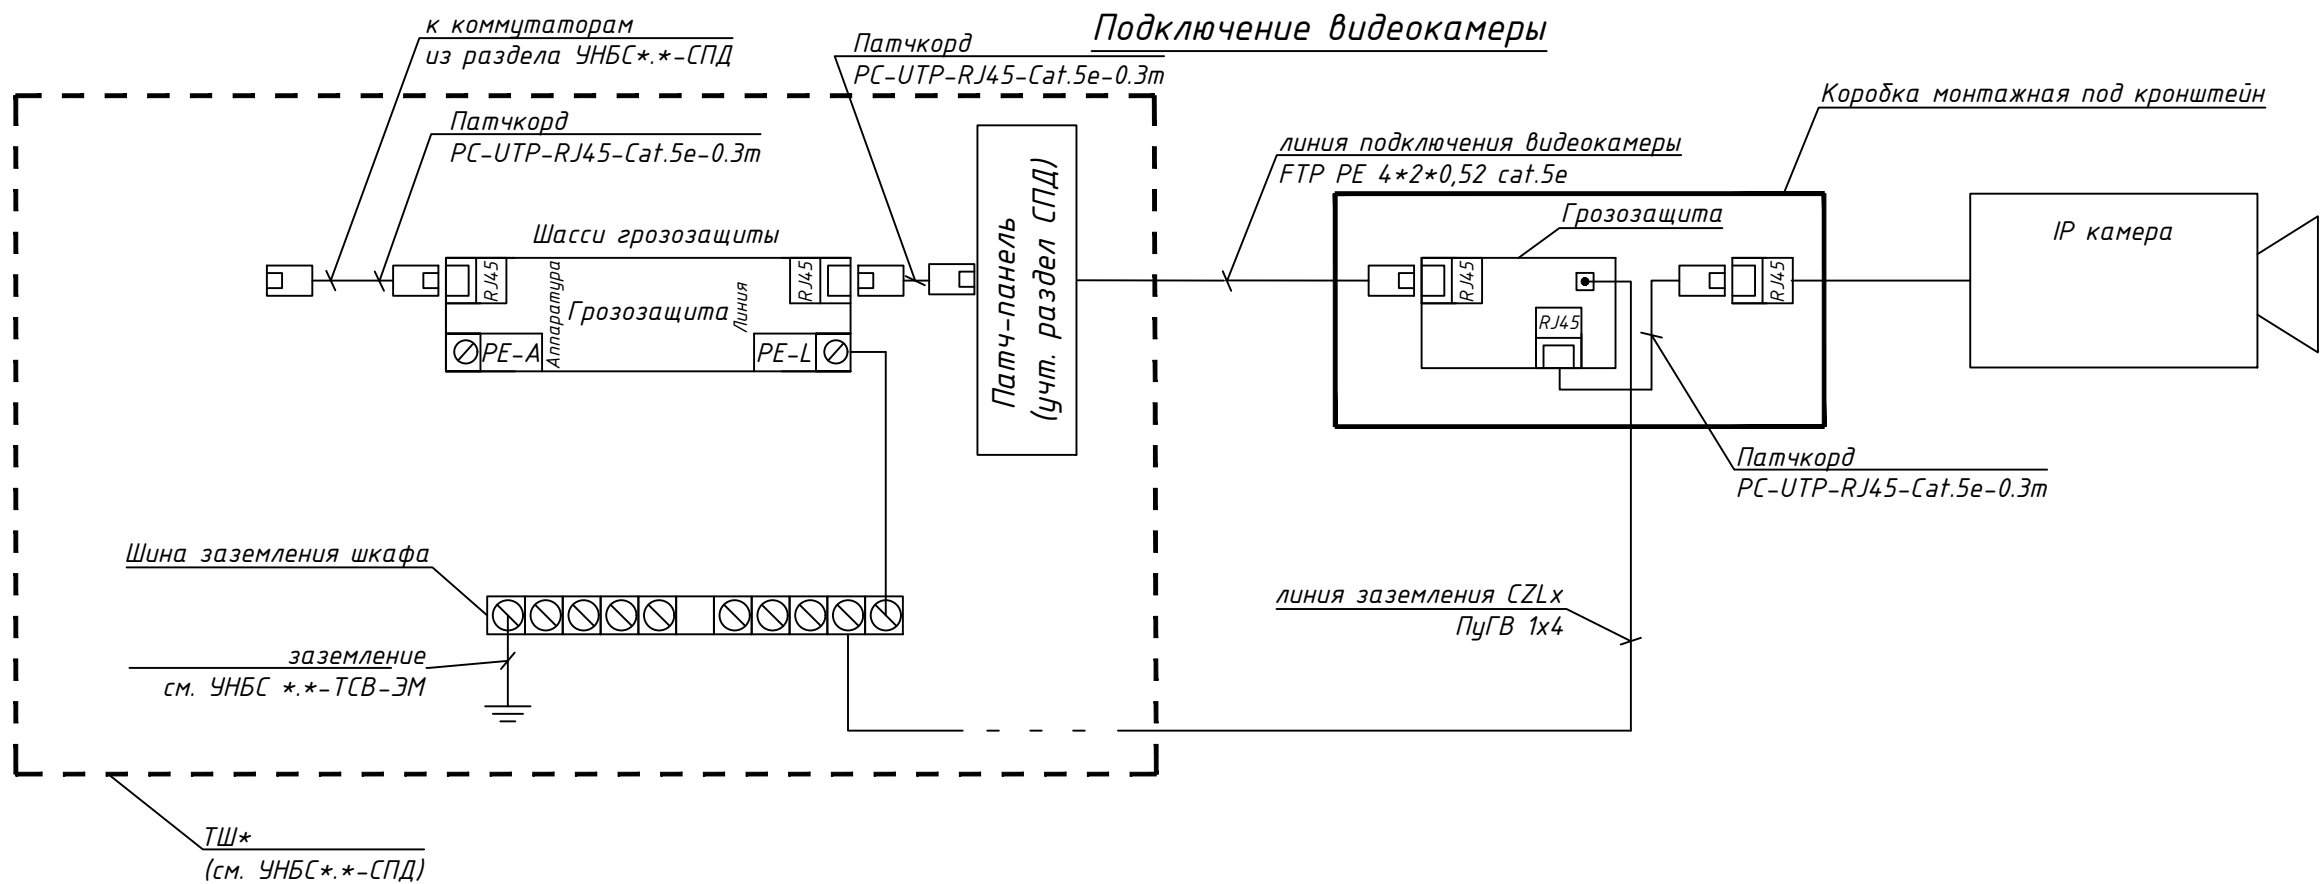 Подключение видеокамеры
к коммутаторам
из раздела УНБС*.*-СПД
Патчкорд
PC-UTP-RJ45-Cat.5e-0.3m
Коробка монтажная под кронштейн
Патчкорд
PC-UTP-RJ45-Cat.5e-0.3m
линия подключения видеокамеры
FTP PE 4*2*0,52 cat.5e
Шасси грозозащиты
RJ45
Аппаратура
Грозозащита
Линия
RJ45
PE-A
PE-L
Патч-панель
(учт. раздел СПД)
Грозозащита
RJ45
RJ45
RJ45
IP камера
Патчкорд
PC-UTP-RJ45-Cat.5e-0.3m
Шина заземления шкафа
линия заземления CZLx
ПуГВ 1x4
заземление
см. УНБС *.*-ТСВ-ЭМ
ТШ*
(см. УНБС*.*-СПД)